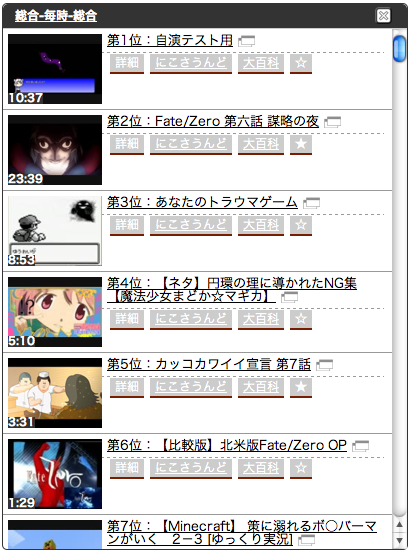 総合-毎時-総合
第1位：自演テスト用
詳細 にこさうんど 大百科 ☆
10:37
第2位：Fate/Zero 第六話 謀略の夜
詳細 にこさうんど 大百科 ★
23:39
第3位：あなたのトラウマゲーム
詳細 にこさうんど 大百科 ☆
8:53
第4位：【ネタ】円環の理に導かれたNG集
【魔法少女まどか☆マギカ】
詳細 にこさうんど 大百科 ☆
5:10
第5位：カッコカワイイ宣言 第7話
詳細 にこさうんど 大百科 ★
3:31
第6位：【比較版】北米版Fate/Zero OP
詳細 にこさうんど 大百科 ☆
1:29
第7位：【Minecraft】 策に溺れるボ○バーマ
ンがいく　2－3 [ゆっくり実況]